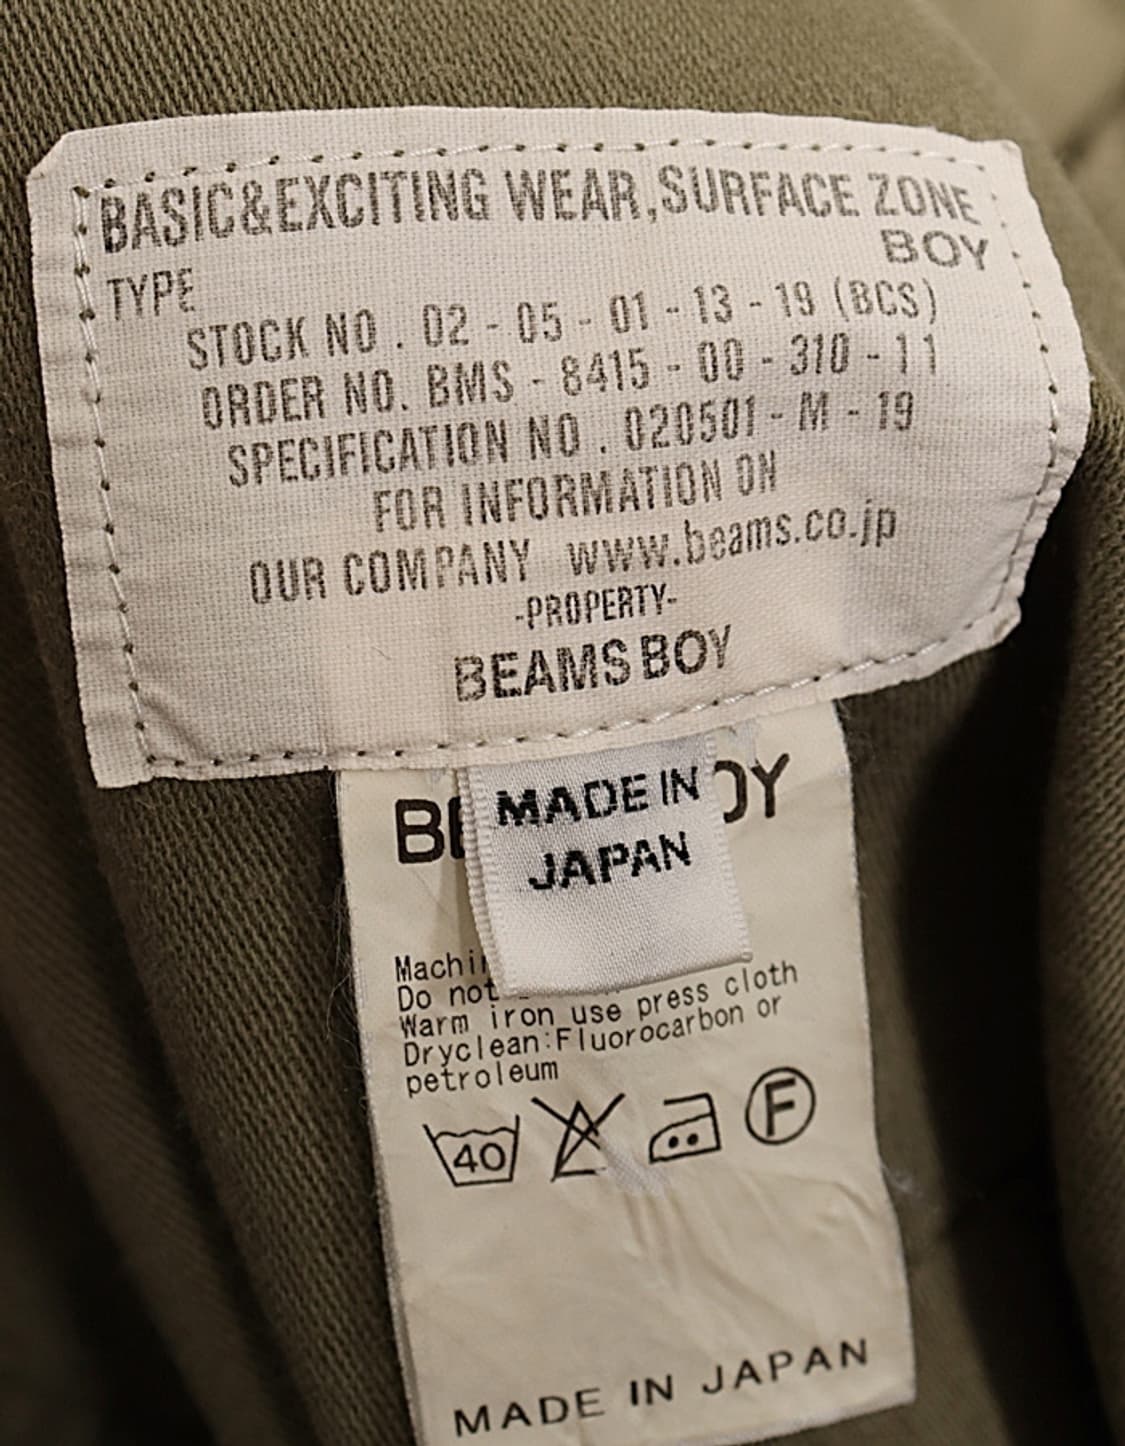 BASIC&EXCITING WEAR,SURFACE ZONE
BOY
TYPE
STOCK NO . 02 - 05 - 01 - 13 - 19 (BCS)
ORDER NO. BMS - 8415 - 00 - 310 - 11
SPECIFICATION NO . 020501 - M - 19
FOR INFORMATION ON
OUR COMPANY www.beams.co.jp
-PROPERTY-
BEAMS BOY
MADE IN
JAPAN
Do not
Warm iron use press cloth
Dryclean:Fluorocarbon or
petroleum
40
F
MADE IN JAPAN